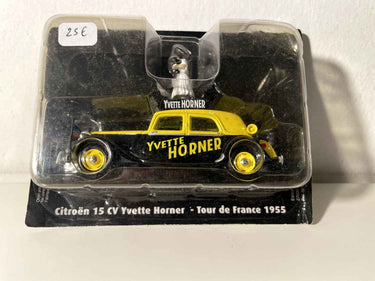 25€
YVETTE HORNER
YVETTE
HORNER
Citroën 15 CV Yvette Horner - Tour de France 1955